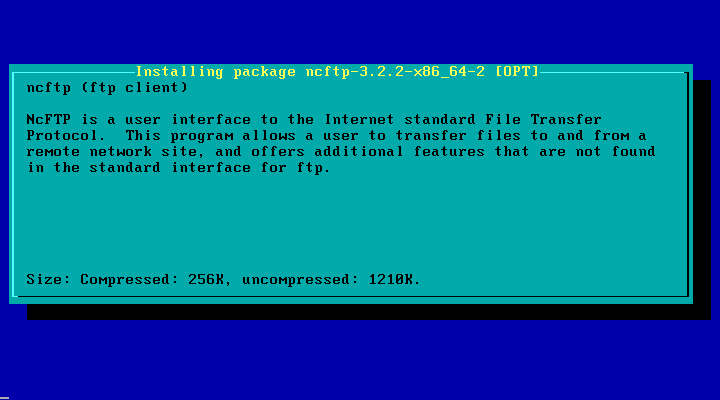 Installing package ncftp-3.2.2-x86_64-2 [OPT]
ncftp (ftp client)
NcFTP is a user interface to the Internet standard File Transfer
Protocol.  This program allows a user to transfer files to and from a
remote network site, and offers additional features that are not found
in the standard interface for ftp.
Size: Compressed: 256K, uncompressed: 1210K.